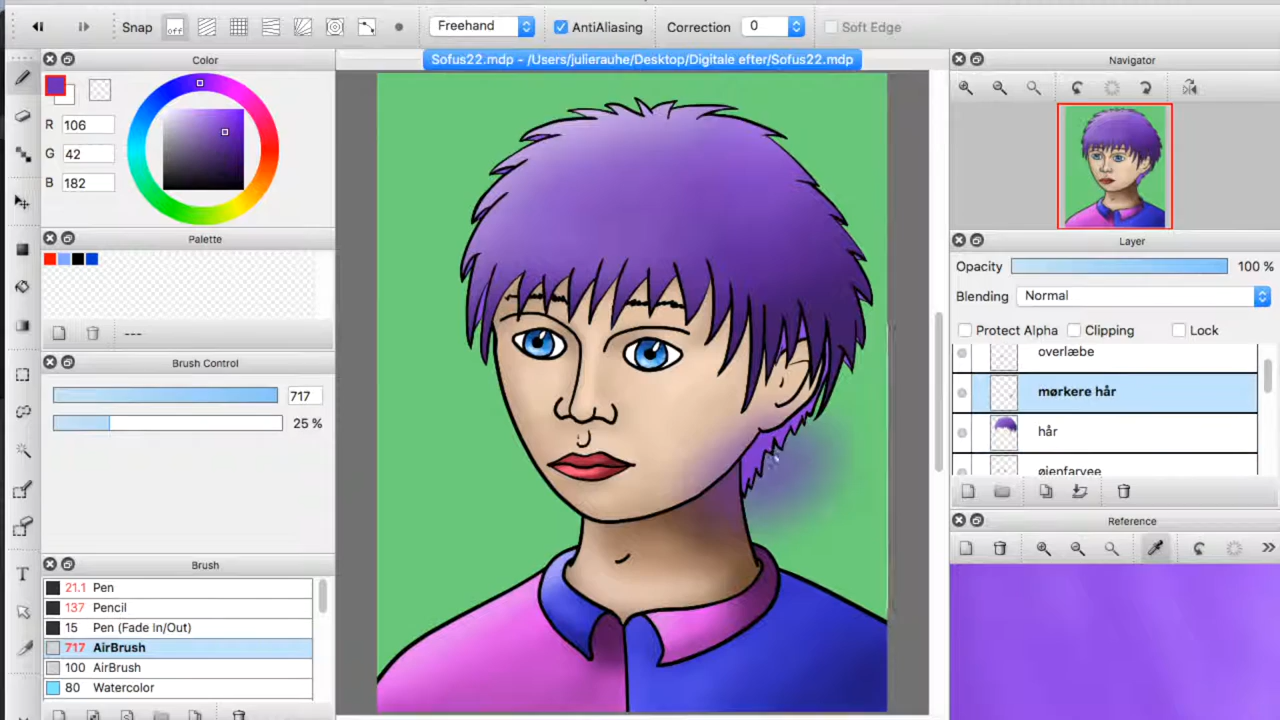 Snap off Freehand AntiAliasing Correction 0 Soft Edge
Sofus22.mdp - /Users/julierauhe/Desktop/Digitale efter/Sofus22.mdp
Color
R 106
G 42
B 182
Palette
---
Brush Control
717
25 %
Brush
21.1 Pen
137 Pencil
15 Pen (Fade In/Out)
717 AirBrush
100 AirBrush
80 Watercolor
T
Navigator
Layer
Opacity 100 %
Blending Normal
Protect Alpha Clipping Lock
overlæbe
mørkere hår
hår
øjenfarvee
Reference